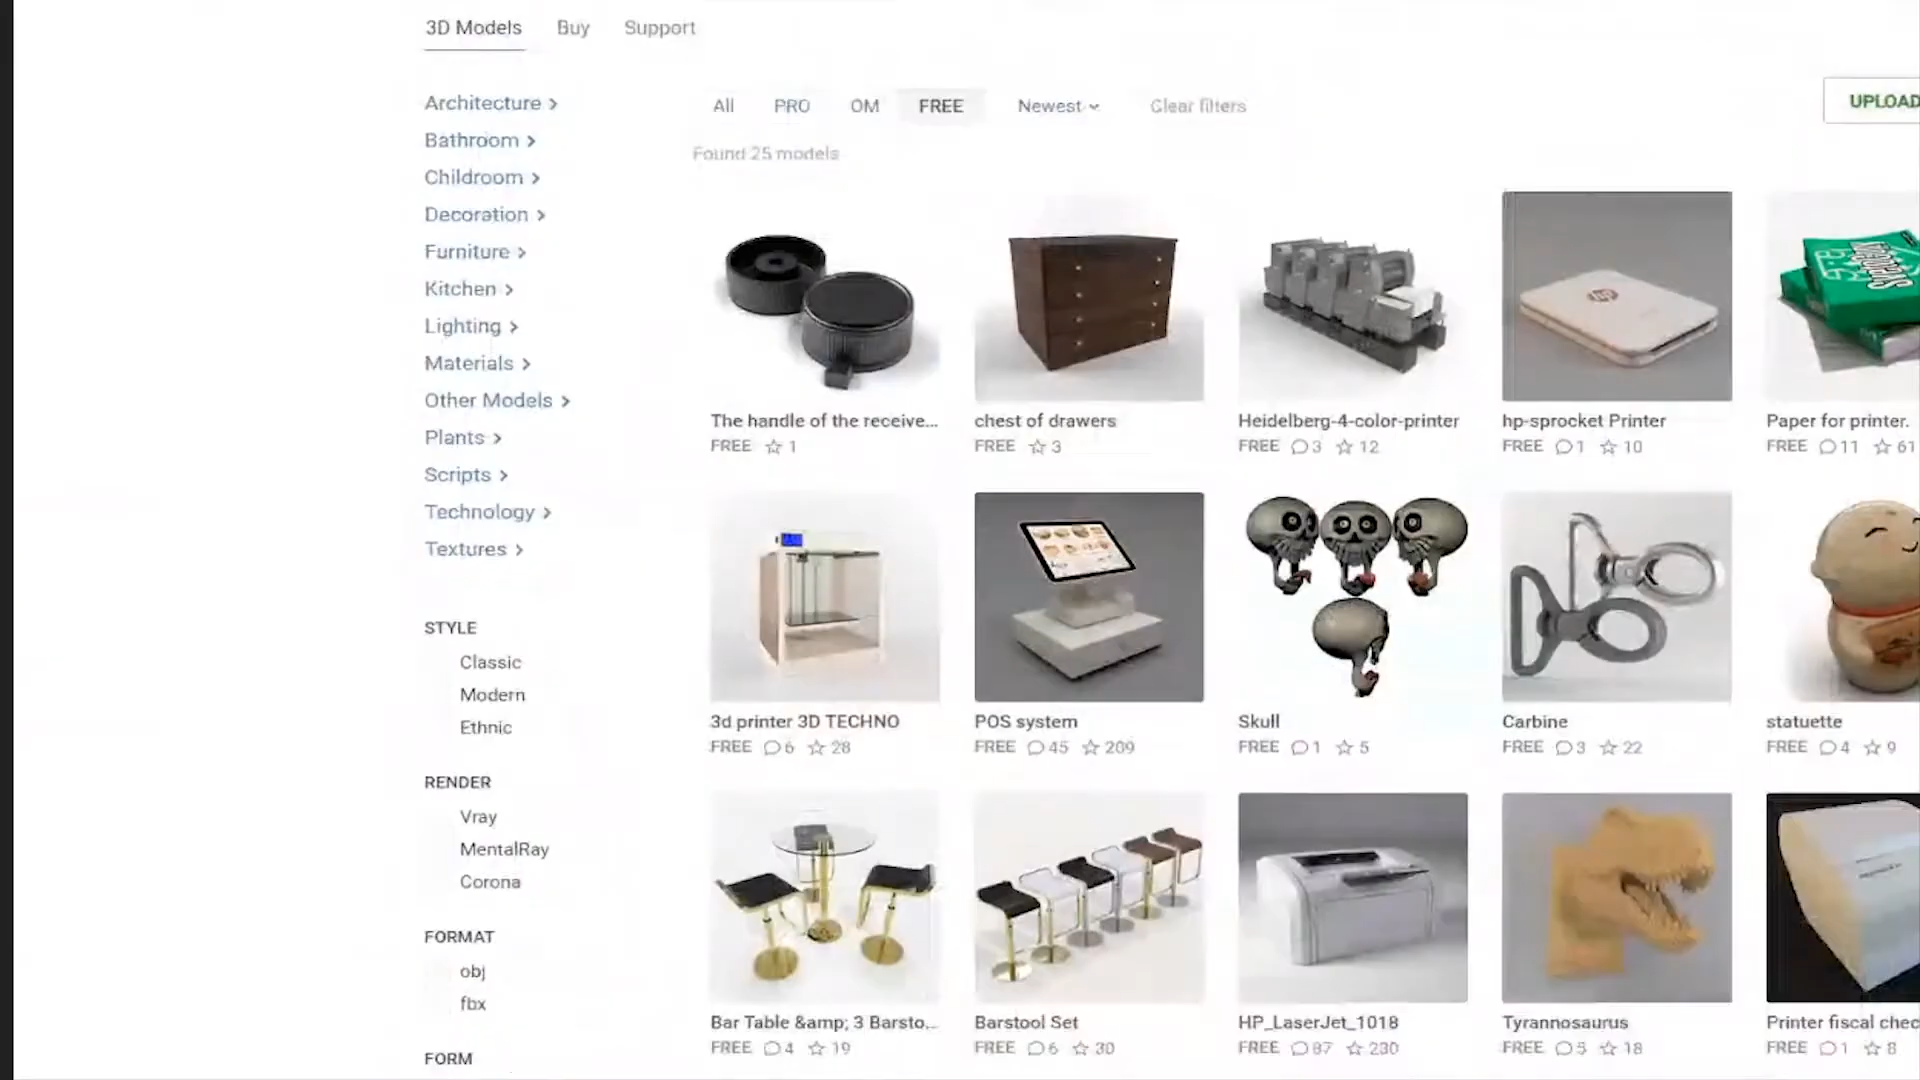 3D Models Buy Support
Architecture
Bathroom
Childroom
Decoration
Furniture
Kitchen
Lighting
Materials
Other Models
Plants
Scripts
Technology
Textures
STYLE
Classic
Modern
Ethnic
RENDER
Vray
MentalRay
Corona
FORMAT
obj
fbx
FORM
All PRO OM FREE Newest Clear filters
UPLOAD
Found 25 models
The handle of the receive... chest of drawers Heidelberg-4-color-printer hp-sprocket Printer Paper for printer.
FREE 1 FREE 3 FREE 3 12 FREE 1 10 FREE 11 61
3d printer 3D TECHNO POS system Skull Carbine statuette
FREE 6 28 FREE 45 209 FREE 1 5 FREE 3 22 FREE 4 9
Bar Table &amp; 3 Barsto... Barstool Set HP_LaserJet_1018 Tyrannosaurus Printer fiscal chec
FREE 4 19 FREE 6 30 FREE 87 230 FREE 5 18 FREE 1 8